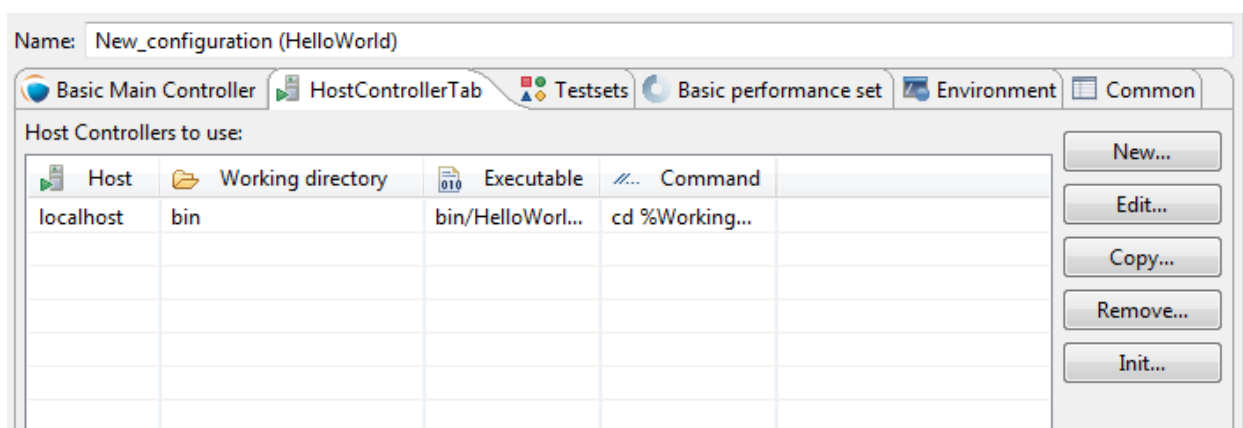 Name: New_configuration (HelloWorld)
Basic Main Controller HostControllerTab Testsets Basic performance set Environment Common
Host Controllers to use:
New...
Host Working directory Executable Command
Edit...
localhost bin bin/HelloWorl... cd %Working...
Copy...
Remove...
Init...